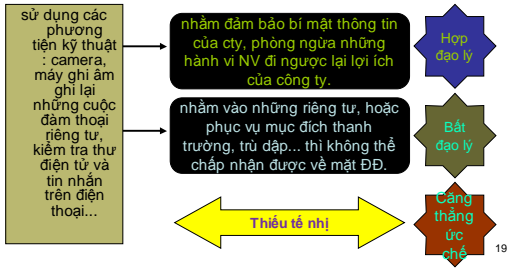 sử dụng các
phương
tiện kỹ thuật
: camera,
máy ghi âm
ghi lại
những cuộc
đàm thoại
riêng tư,
kiểm tra thư
điện tử và
tin nhắn
trên điện
thoại...
nhằm đảm bảo bí mật thông tin
của cty, phòng ngừa những
hành vi NV đi ngược lại lợi ích
của công ty.
Hợp
đạo lý
nhằm vào những riêng tư, hoặc
phục vụ mục đích thanh
trường, trù dập... thì không thể
chấp nhận được về mặt ĐĐ.
Bất
đạo lý
Thiếu tế nhị
Căng
thẳng
ức
chế
19